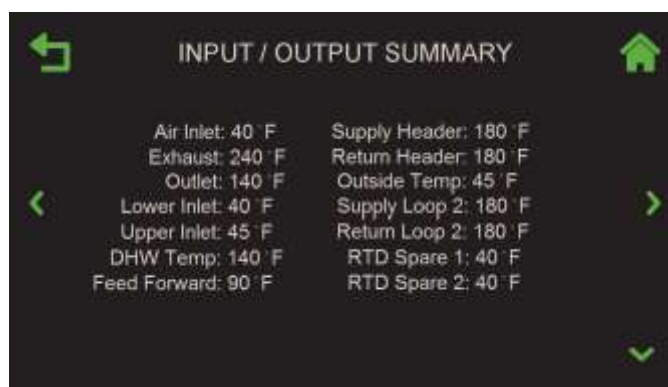 INPUT / OUTPUT SUMMARY
Air Inlet: 40 °F
Exhaust: 240 °F
Outlet: 140 °F
Lower Inlet: 40 °F
Upper Inlet: 45 °F
DHW Temp: 140 °F
Feed Forward: 90 °F
Supply Header: 180 °F
Return Header: 180 °F
Outside Temp: 45 °F
Supply Loop 2: 180 °F
Return Loop 2: 180 °F
RTD Spare 1: 40 °F
RTD Spare 2: 40 °F